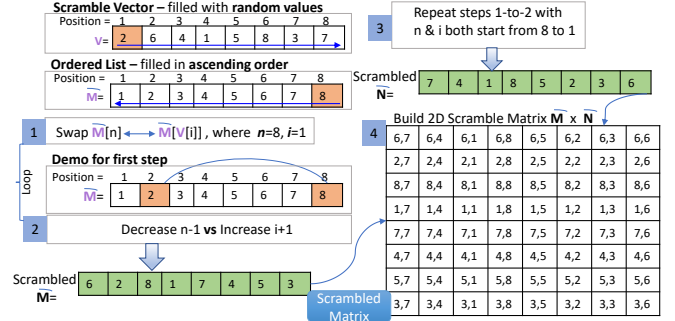 Scramble Vector – filled with random values
Position = 1 2 3 4 5 6 7 8
V= 2 6 4 1 5 8 3 7
Ordered List – filled in ascending order
Position = 1 2 3 4 5 6 7 8
M= 1 2 3 4 5 6 7 8
1 Swap M[n] M[V[i]] , where n=8, i=1
Loop
Demo for first step
Position = 1 2 3 4 5 6 7 8
M= 1 2 3 4 5 6 7 8
2 Decrease n-1 vs Increase i+1
Scrambled
M=
6 2 8 1 7 4 5 3
Scrambled
Matrix
3 Repeat steps 1-to-2 with
n & i both start from 8 to 1
Scrambled
N=
7 4 1 8 5 2 3 6
4 Build 2D Scramble Matrix M x N
6,7 6,4 6,1 6,8 6,5 6,2 6,3 6,6
2,7 2,4 2,1 2,8 2,5 2,2 2,3 2,6
8,7 8,4 8,1 8,8 8,5 8,2 8,3 8,6
1,7 1,4 1,1 1,8 1,5 1,2 1,3 1,6
7,7 7,4 7,1 7,8 7,5 7,2 7,3 7,6
4,7 4,4 4,1 4,8 4,5 4,2 4,3 4,6
5,7 5,4 5,1 5,8 5,5 5,2 5,3 5,6
3,7 3,4 3,1 3,8 3,5 3,2 3,3 3,6